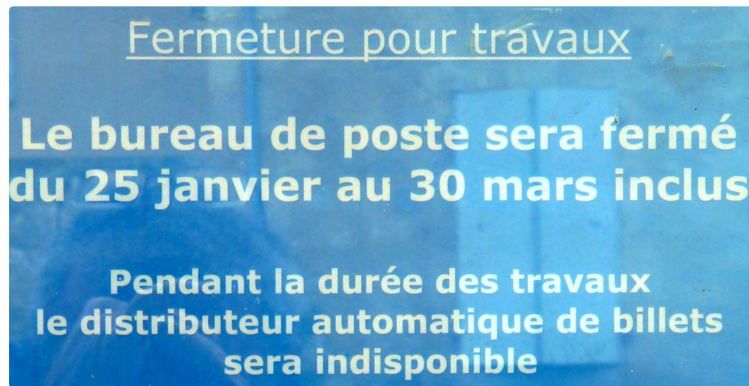 Fermeture pour travaux
Le bureau de poste sera fermé
du 25 janvier au 30 mars inclus
Pendant la durée des travaux
le distributeur automatique de billets
sera indisponible